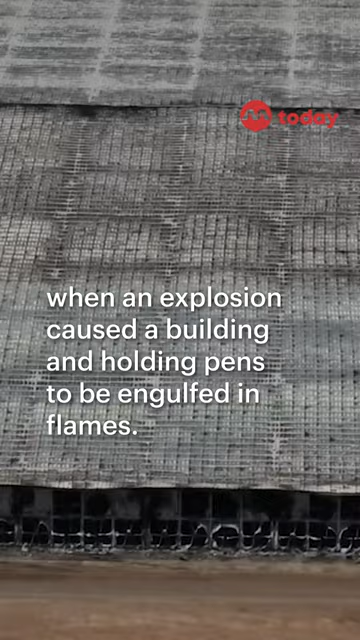 today
when an explosion
caused a building
and holding pens
to be engulfed in
flames.